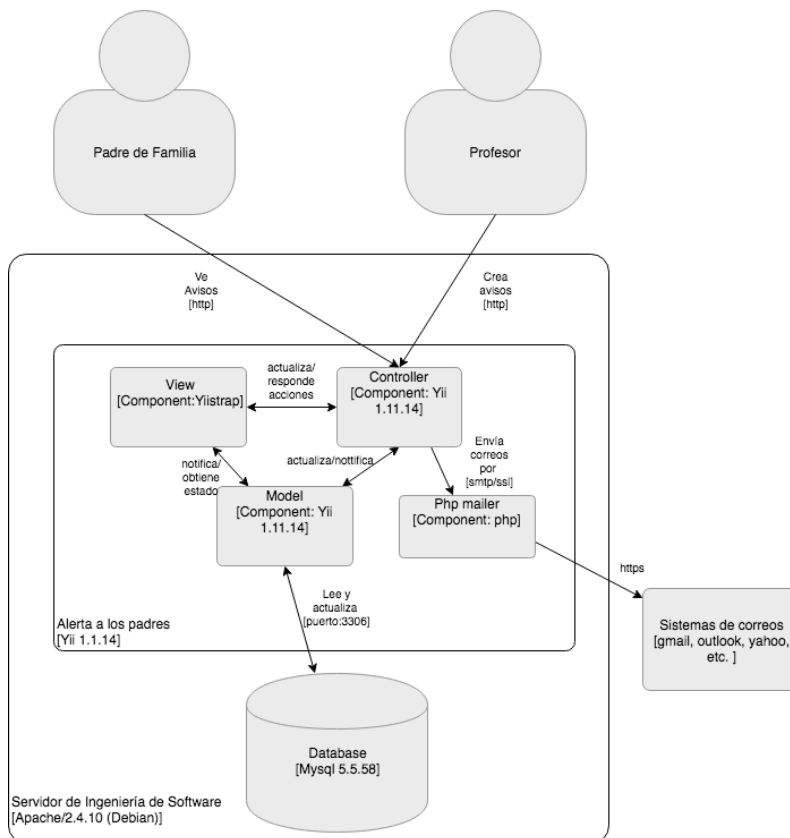 Padre de Familia
Profesor
Ve
Avisos
[http]
Crea
avisos
[http]
View
[Component:Yiistrap]
actualiza/
responde
acciones
Controller
[Component: Yii
1.11.14]
notifica/
obtiene
estado
actualiza/nottifica
Envía
correos
por
[smtp/ssl]
Model
[Component: Yii
1.11.14]
Php mailer
[Component: php]
https
Lee y
actualiza
[puerto:3306]
Alerta a los padres
[Yii 1.1.14]
Sistemas de correos
[gmail, outlook, yahoo,
etc. ]
Database
[Mysql 5.5.58]
Servidor de Ingeniería de Software
[Apache/2.4.10 (Debian)]